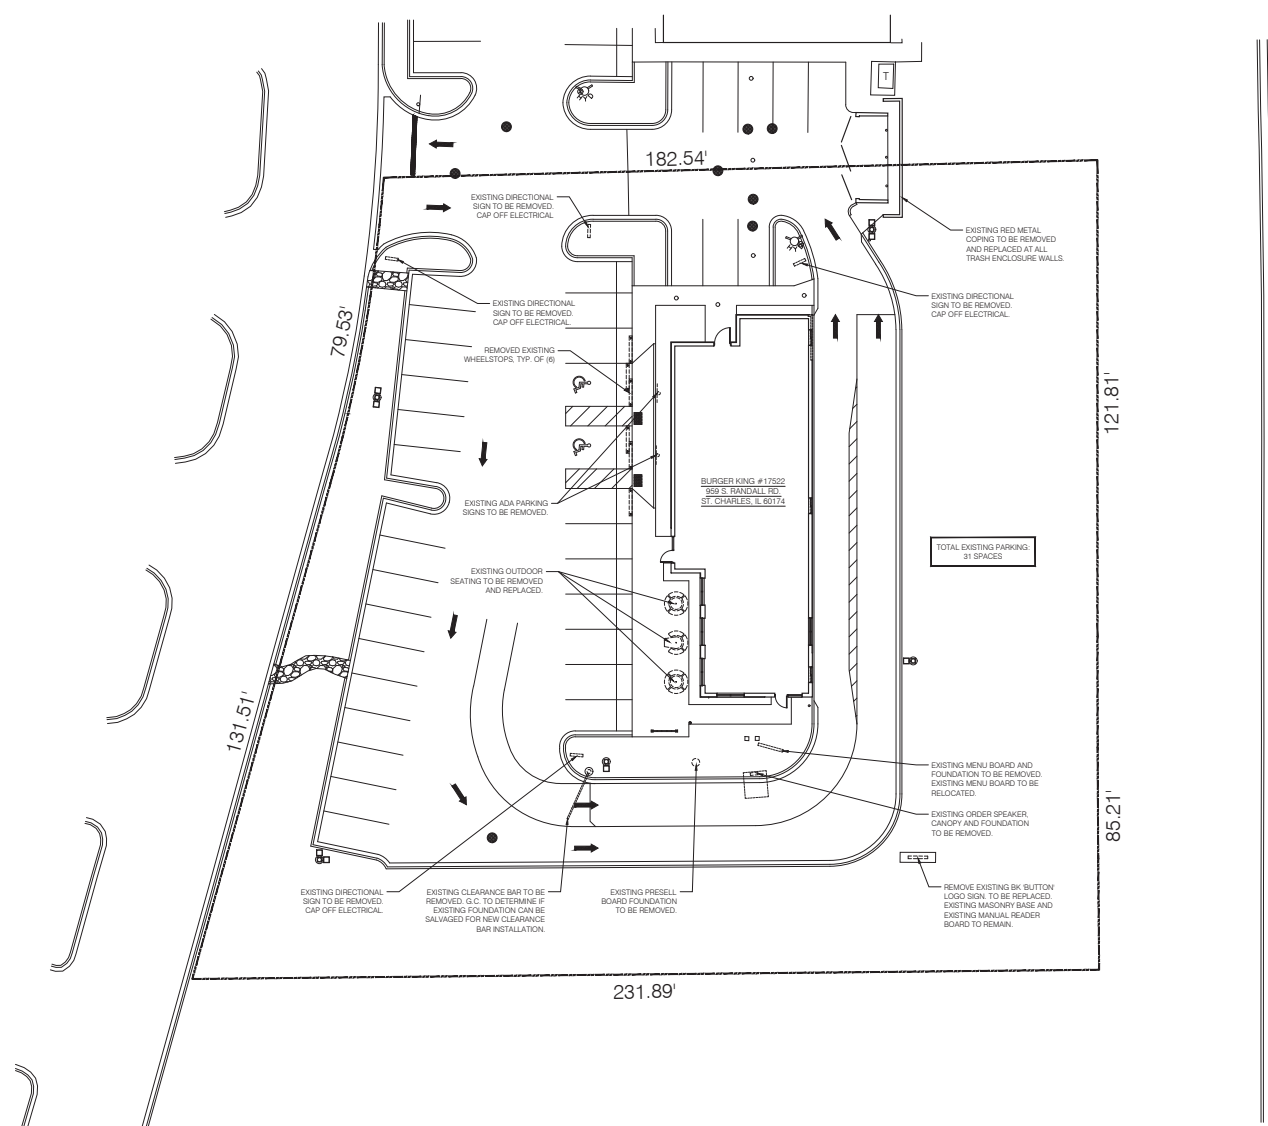 T
182.54'
EXISTING DIRECTIONAL
SIGN TO BE REMOVED.
CAP OFF ELECTRICAL
EXISTING RED METAL
COPING TO BE REMOVED
AND REPLACED AT ALL
TRASH ENCLOSURE WALLS.
EXISTING DIRECTIONAL
SIGN TO BE REMOVED.
CAP OFF ELECTRICAL.
EXISTING DIRECTIONAL
SIGN TO BE REMOVED.
CAP OFF ELECTRICAL.
79.53'
REMOVED EXISTING
WHEELSTOPS, TYP. OF (6)
121.81'
BURGER KING #17522
959 S. RANDALL RD.
ST. CHARLES, IL 60174
EXISTING ADA PARKING
SIGNS TO BE REMOVED.
TOTAL EXISTING PARKING:
31 SPACES
EXISTING OUTDOOR
SEATING TO BE REMOVED
AND REPLACED.
131.51'
EXISTING MENU BOARD AND
FOUNDATION TO BE REMOVED.
EXISTING MENU BOARD TO BE
RELOCATED.
85.21'
EXISTING ORDER SPEAKER,
CANOPY AND FOUNDATION
TO BE REMOVED.
EXISTING DIRECTIONAL
SIGN TO BE REMOVED.
CAP OFF ELECTRICAL.
EXISTING CLEARANCE BAR TO BE
REMOVED. G.C. TO DETERMINE IF
EXISTING FOUNDATION CAN BE
SALVAGED FOR NEW CLEARANCE
BAR INSTALLATION.
EXISTING PRESELL
BOARD FOUNDATION
TO BE REMOVED.
REMOVE EXISTING BK 'BUTTON'
LOGO SIGN. TO BE REPLACED.
EXISTING MASONRY BASE AND
EXISTING MANUAL READER
BOARD TO REMAIN.
231.89'